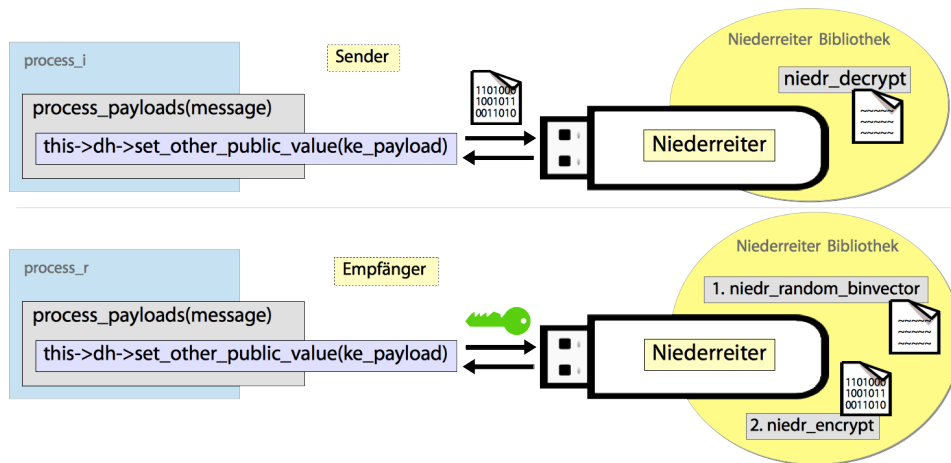 Niederreiter Bibliothek
process_i
Sender
niedr_decrypt
1101000
1001011
0011010
process_payloads(message)
this->dh->set_other_public_value(ke_payload)
Niederreiter
~~~~~
~~~~~
~~~~~
Niederreiter Bibliothek
process_r
Empfänger
1. niedr_random_binvector
process_payloads(message)
this->dh->set_other_public_value(ke_payload)
Niederreiter
~~~~~
~~~~~
~~~~~
1101000
1001011
0011010
2. niedr_encrypt